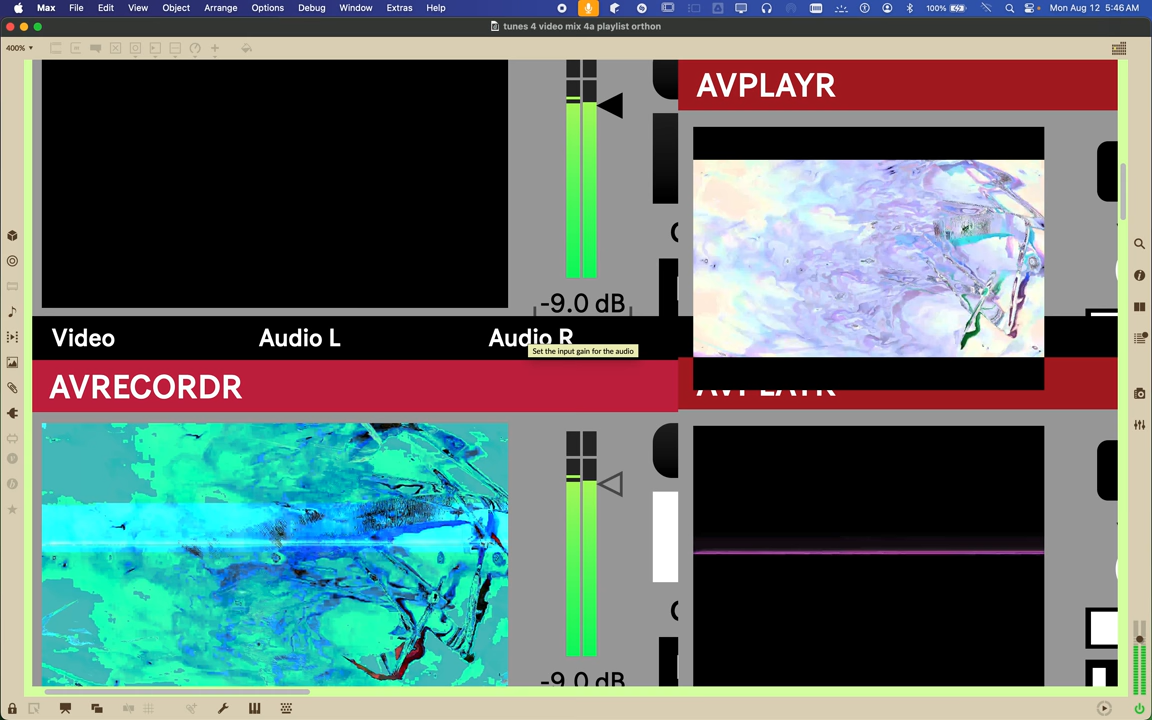 Max File Edit View Object Arrange Options Debug Window Extras Help 100% Mon Aug 12 5:46 AM
tunes 4 video mix 4a playlist orthon
400%
AVPLAYR
-9.0 dB
Video Audio L Audio R
Set the input gain for the audio
AVRECORDR
AVPLAYR
-9.0 dB